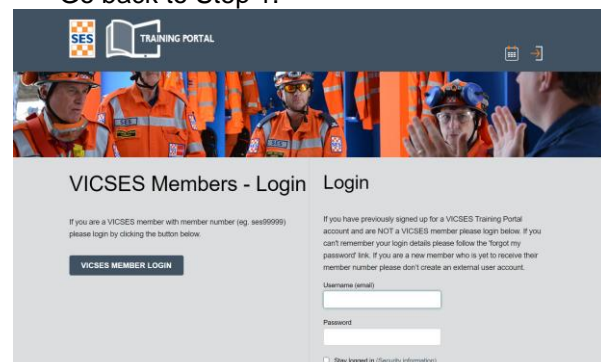 Go back to Step 1.
SES
TRAINING PORTAL
SES
VICSES Members - Login
If you are a VICSES member with member number (eg. ses99999)
please login by clicking the button below.
VICSES MEMBER LOGIN
Login
If you have previously signed up for a VICSES Training Portal
account and are NOT a VICSES member please login below. If you
can't remember your login details please follow the 'forgot my
password' link. If you are a new member who is yet to receive their
member number please don't create an external user account.
Username (email)
Password
Stay logged in (Security information)